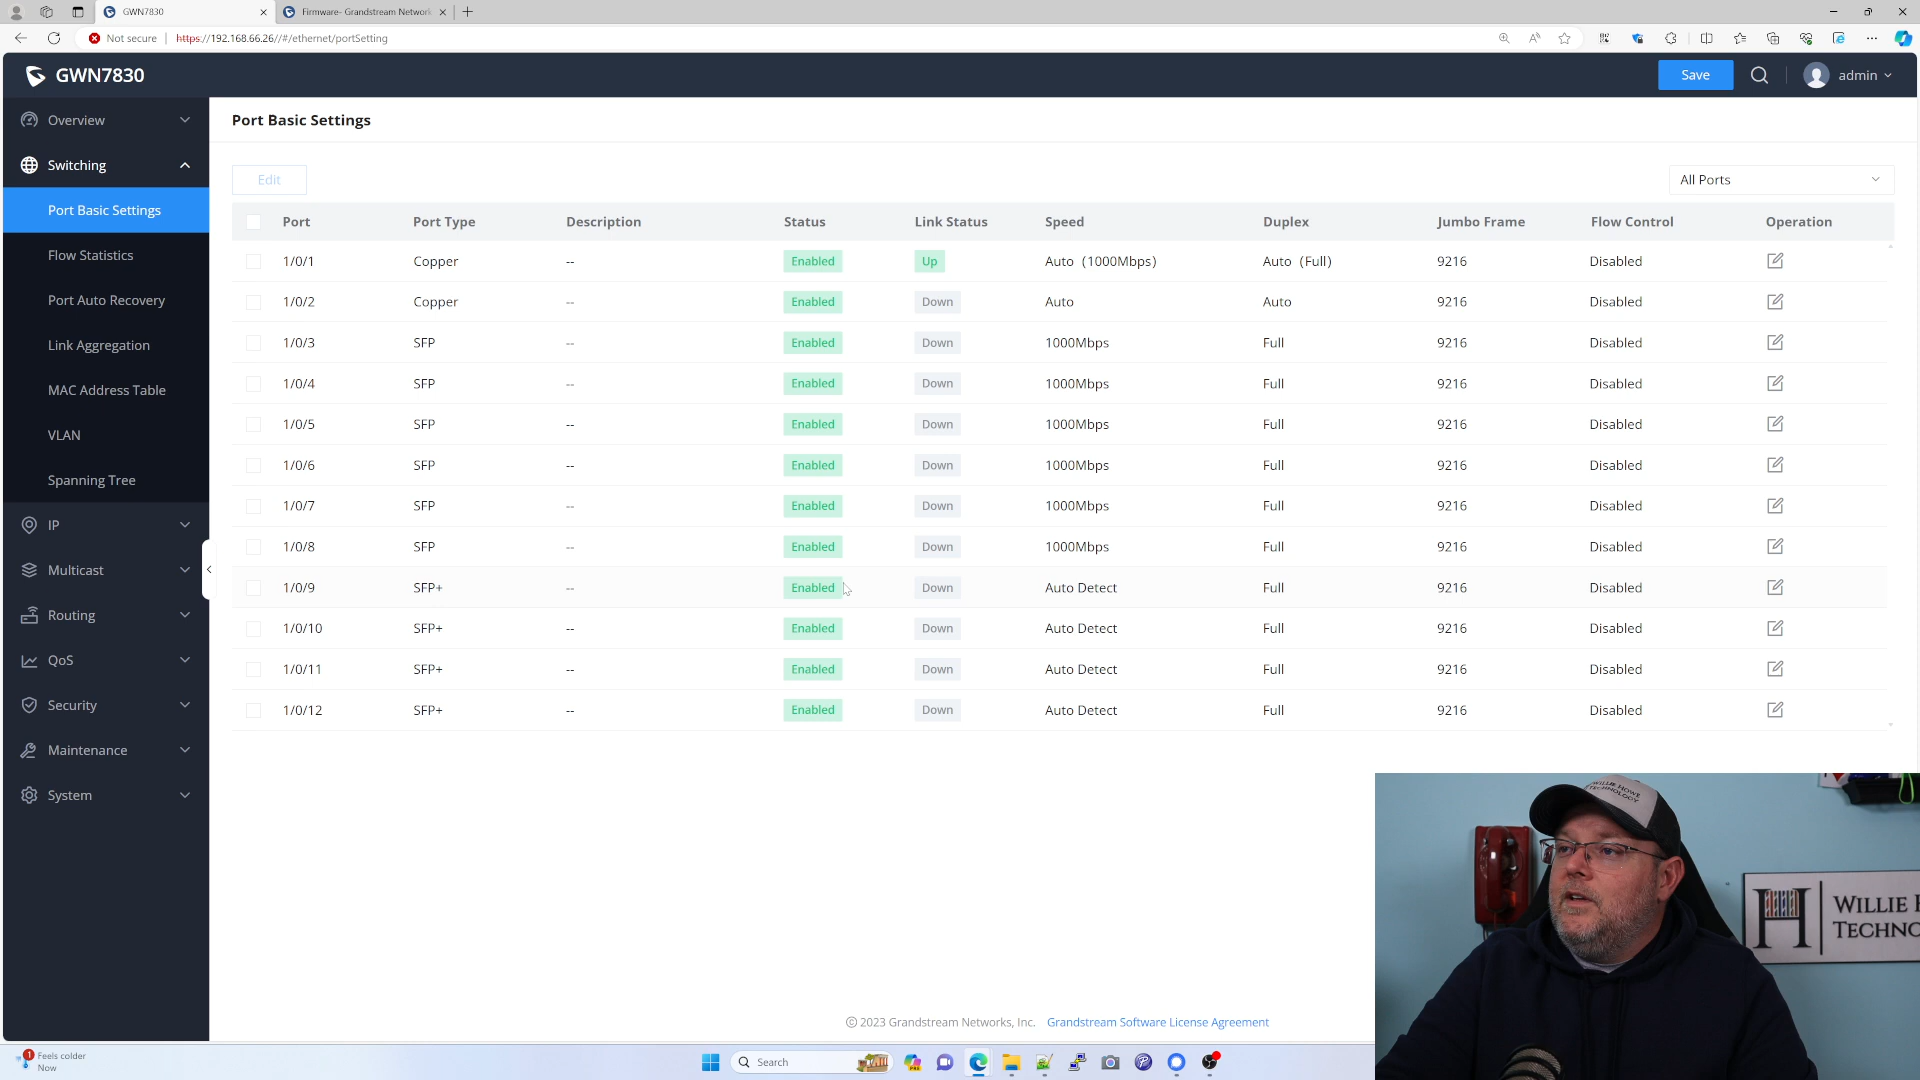 GWN7830
Firmware- Grandstream Network
Not secure
https://192.168.66.26//#/ethernet/portSetting
GWN7830
Save
admin
Overview
Switching
Port Basic Settings
Flow Statistics
Port Auto Recovery
Link Aggregation
MAC Address Table
VLAN
Spanning Tree
IP
Multicast
Routing
QoS
Security
Maintenance
System
Port Basic Settings
Edit
All Ports
Port Port Type Description Status Link Status Speed Duplex Jumbo Frame Flow Control Operation
1/0/1 Copper -- Enabled Up Auto (1000Mbps) Auto (Full) 9216 Disabled
1/0/2 Copper -- Enabled Down Auto Auto 9216 Disabled
1/0/3 SFP -- Enabled Down 1000Mbps Full 9216 Disabled
1/0/4 SFP -- Enabled Down 1000Mbps Full 9216 Disabled
1/0/5 SFP -- Enabled Down 1000Mbps Full 9216 Disabled
1/0/6 SFP -- Enabled Down 1000Mbps Full 9216 Disabled
1/0/7 SFP -- Enabled Down 1000Mbps Full 9216 Disabled
1/0/8 SFP -- Enabled Down 1000Mbps Full 9216 Disabled
1/0/9 SFP+ -- Enabled Down Auto Detect Full 9216 Disabled
1/0/10 SFP+ -- Enabled Down Auto Detect Full 9216 Disabled
1/0/11 SFP+ -- Enabled Down Auto Detect Full 9216 Disabled
1/0/12 SFP+ -- Enabled Down Auto Detect Full 9216 Disabled
WILLIE HOWE
TECHNOLOGY
WILLIE H
TECHNO
© 2023 Grandstream Networks, Inc. Grandstream Software License Agreement
1
Feels colder
Now
Search